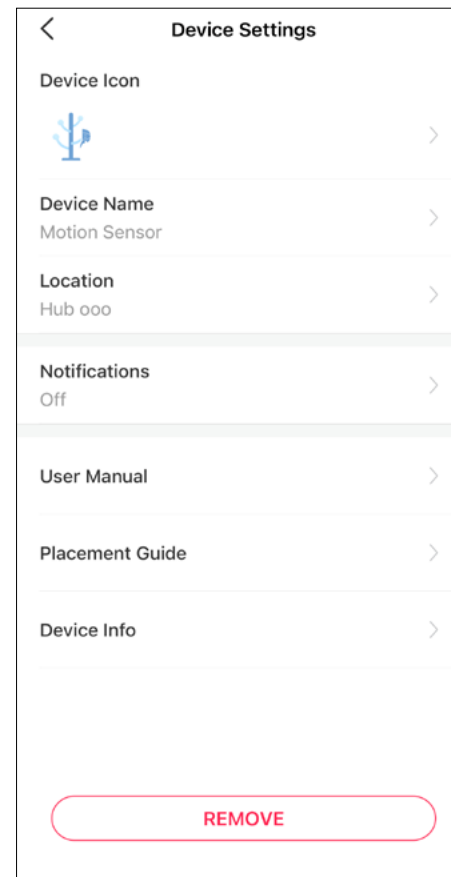 Device Settings
Device Icon
Device Name
Motion Sensor
Location
Hub ooo
Notifications
Off
User Manual
Placement Guide
Device Info
REMOVE